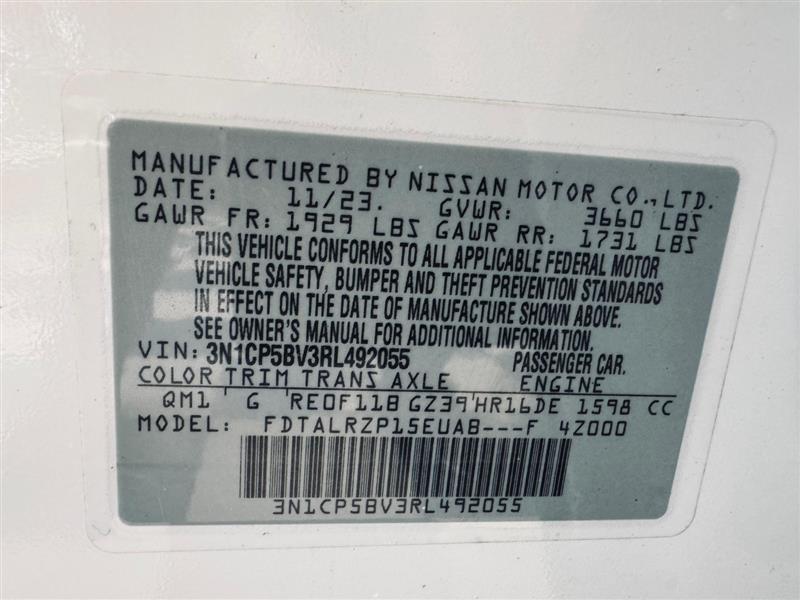 MANUFACTURED BY NISSAN MOTOR CO., LTD.
DATE: 11/23. GVWR: 3660 LBS
GAWR FR: 1929 LBS GAWR RR: 1731 LBS
THIS VEHICLE CONFORMS TO ALL APPLICABLE FEDERAL MOTOR
VEHICLE SAFETY, BUMPER AND THEFT PREVENTION STANDARDS
IN EFFECT ON THE DATE OF MANUFACTURE SHOWN ABOVE.
SEE OWNER'S MANUAL FOR ADDITIONAL INFORMATION.
VIN: 3N1CP5BV3RL492055 PASSENGER CAR.
COLOR TRIM TRANS AXLE ENGINE
QM1 G RE0F11B GZ39 HR16DE 1598 CC
MODEL: FDTALRZP15EUAB---F 4Z000
3N1CP5BV3RL492055